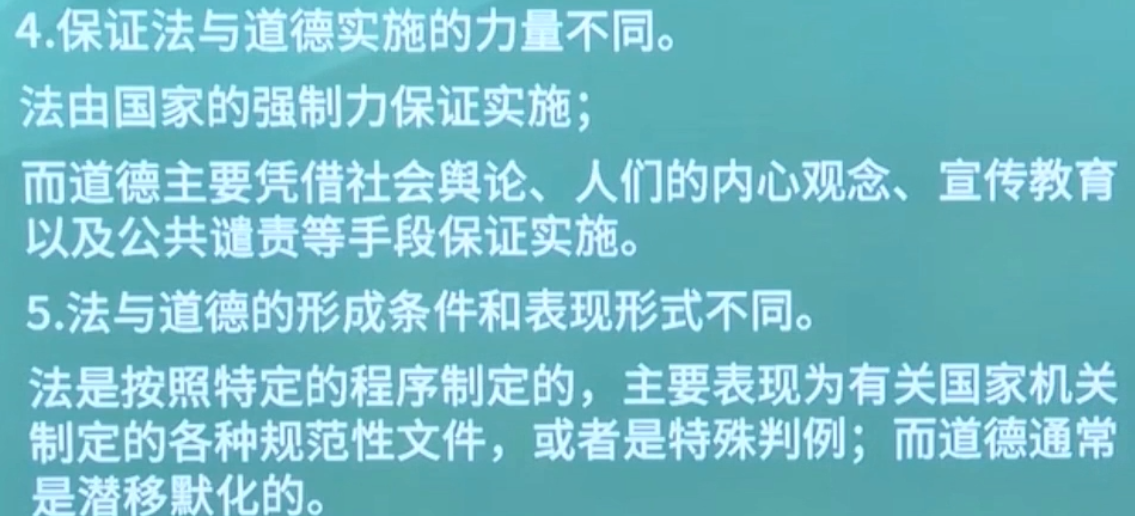 4.保证法与道德实施的力量不同。
法由国家的强制力保证实施；
而道德主要凭借社会舆论、人们的内心观念、宣传教育
以及公共谴责等手段保证实施。
5.法与道德的形成条件和表现形式不同。
法是按照特定的程序制定的，主要表现为有关国家机关
制定的各种规范性文件，或者是特殊判例；而道德通常
是潜移默化的。